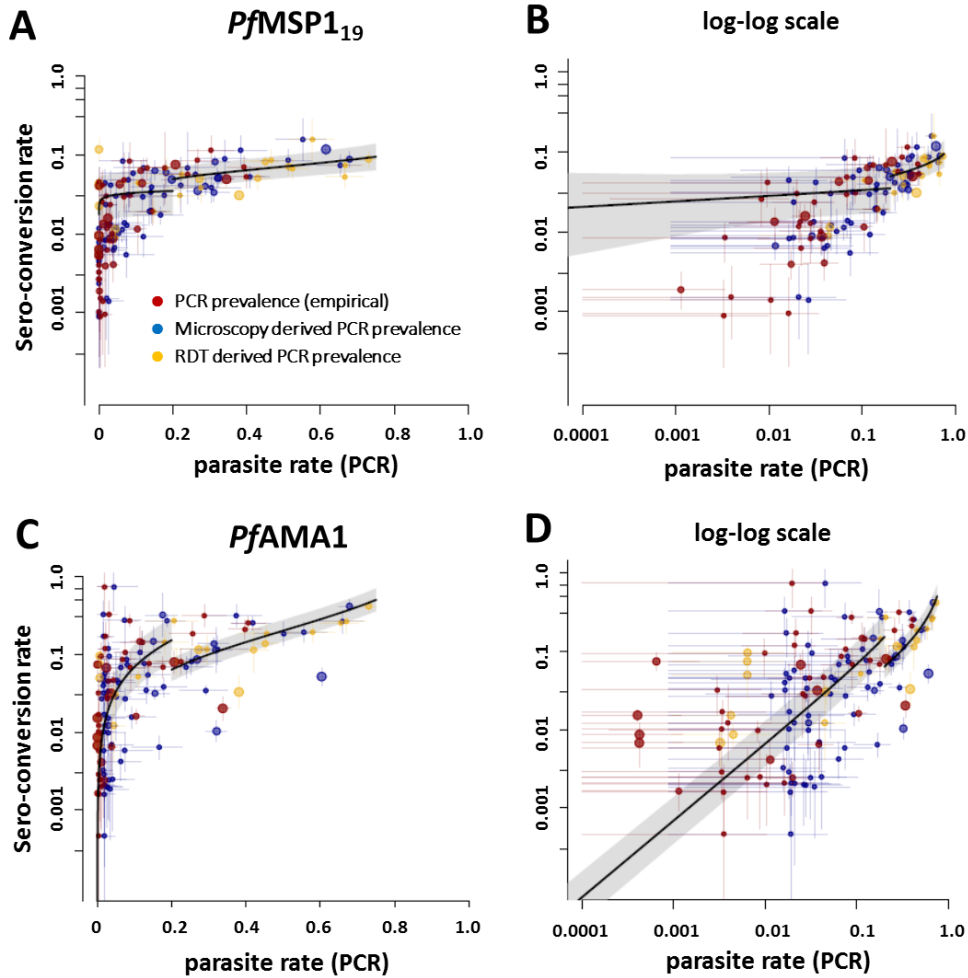 A
PfMSP1₁₉
Sero-conversion rate
1.0
0.1
0.01
0.001
PCR prevalence (empirical)
Microscopy derived PCR prevalence
RDT derived PCR prevalence
0 0.2 0.4 0.6 0.8 1.0
parasite rate (PCR)
B
log-log scale
1.0
0.1
0.01
0.001
0.0001 0.001 0.01 0.1 1.0
parasite rate (PCR)
C
PfAMA1
Sero-conversion rate
1.0
0.1
0.01
0.001
0 0.2 0.4 0.6 0.8 1.0
parasite rate (PCR)
D
log-log scale
1.0
0.1
0.01
0.001
0.0001 0.001 0.01 0.1 1.0
parasite rate (PCR)